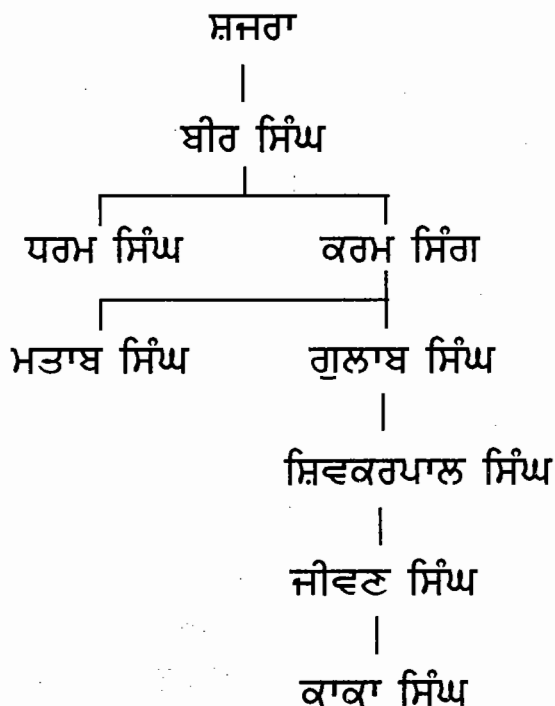 ਸ਼ਜਰਾ
ਬੀਰ ਸਿੰਘ
ਧਰਮ ਸਿੰਘ ਕਰਮ ਸਿੰਗ
ਮਤਾਬ ਸਿੰਘ ਗੁਲਾਬ ਸਿੰਘ
ਸ਼ਿਵਕਰਪਾਲ ਸਿੰਘ
ਜੀਵਣ ਸਿੰਘ
ਕਾਕਾ ਸਿੰਘ